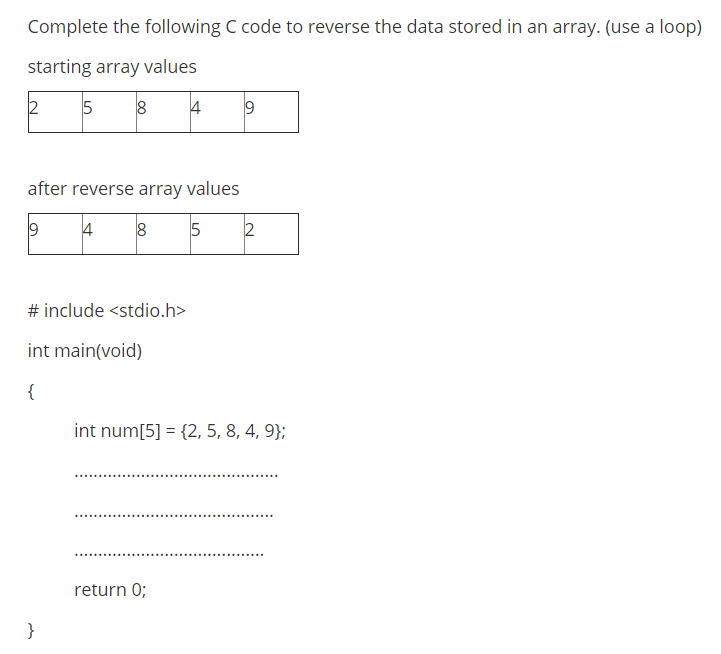 Complete the following C code to reverse the data stored in an array. (use a loop)
starting array values
2 5 8 4 9
after reverse array values
9 4 8 5 2
# include <stdio.h>
int main(void)
{
int num[5] = {2, 5, 8, 4, 9};
...........................................
..........................................
........................................
return 0;
}